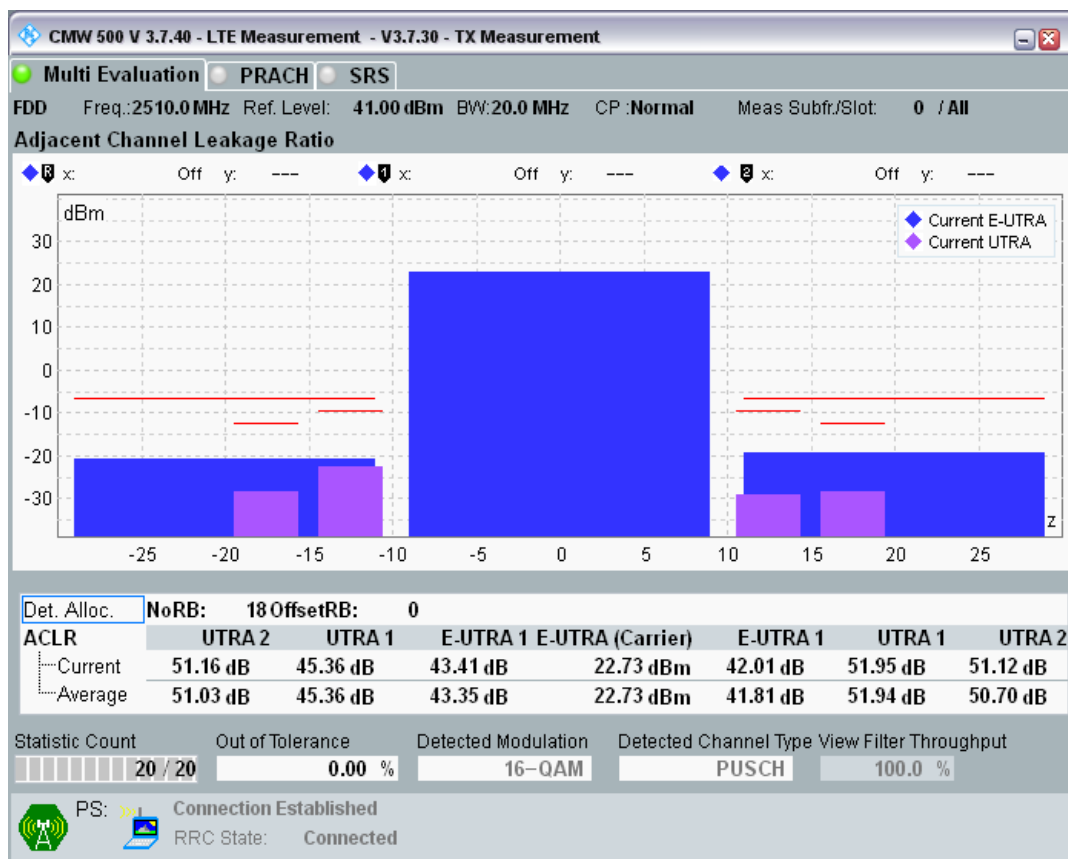 CMW 500 V 3.7.40 - LTE Measurement - V3.7.30 - TX Measurement
Multi Evaluation PRACH SRS
FDD Freq.:2510.0 MHz Ref. Level: 41.00 dBm BW:20.0 MHz CP :Normal Meas Subfr./Slot: 0 / All
Adjacent Channel Leakage Ratio
R x: Off y: --- 1 x: Off y: --- 2 x: Off y: ---
dBm
Current E-UTRA
Current UTRA
30
20
10
0
-10
-20
-30
z
-25 -20 -15 -10 -5 0 5 10 15 20 25
Det. Alloc. NoRB: 18 OffsetRB: 0
ACLR UTRA 2 UTRA 1 E-UTRA 1 E-UTRA (Carrier) E-UTRA 1 UTRA 1 UTRA 2
Current 51.16 dB 45.36 dB 43.41 dB 22.73 dBm 42.01 dB 51.95 dB 51.12 dB
Average 51.03 dB 45.36 dB 43.35 dB 22.73 dBm 41.81 dB 51.94 dB 50.70 dB
Statistic Count Out of Tolerance Detected Modulation Detected Channel Type View Filter Throughput
20 / 20 0.00 % 16-QAM PUSCH 100.0 %
PS: Connection Established
RRC State: Connected